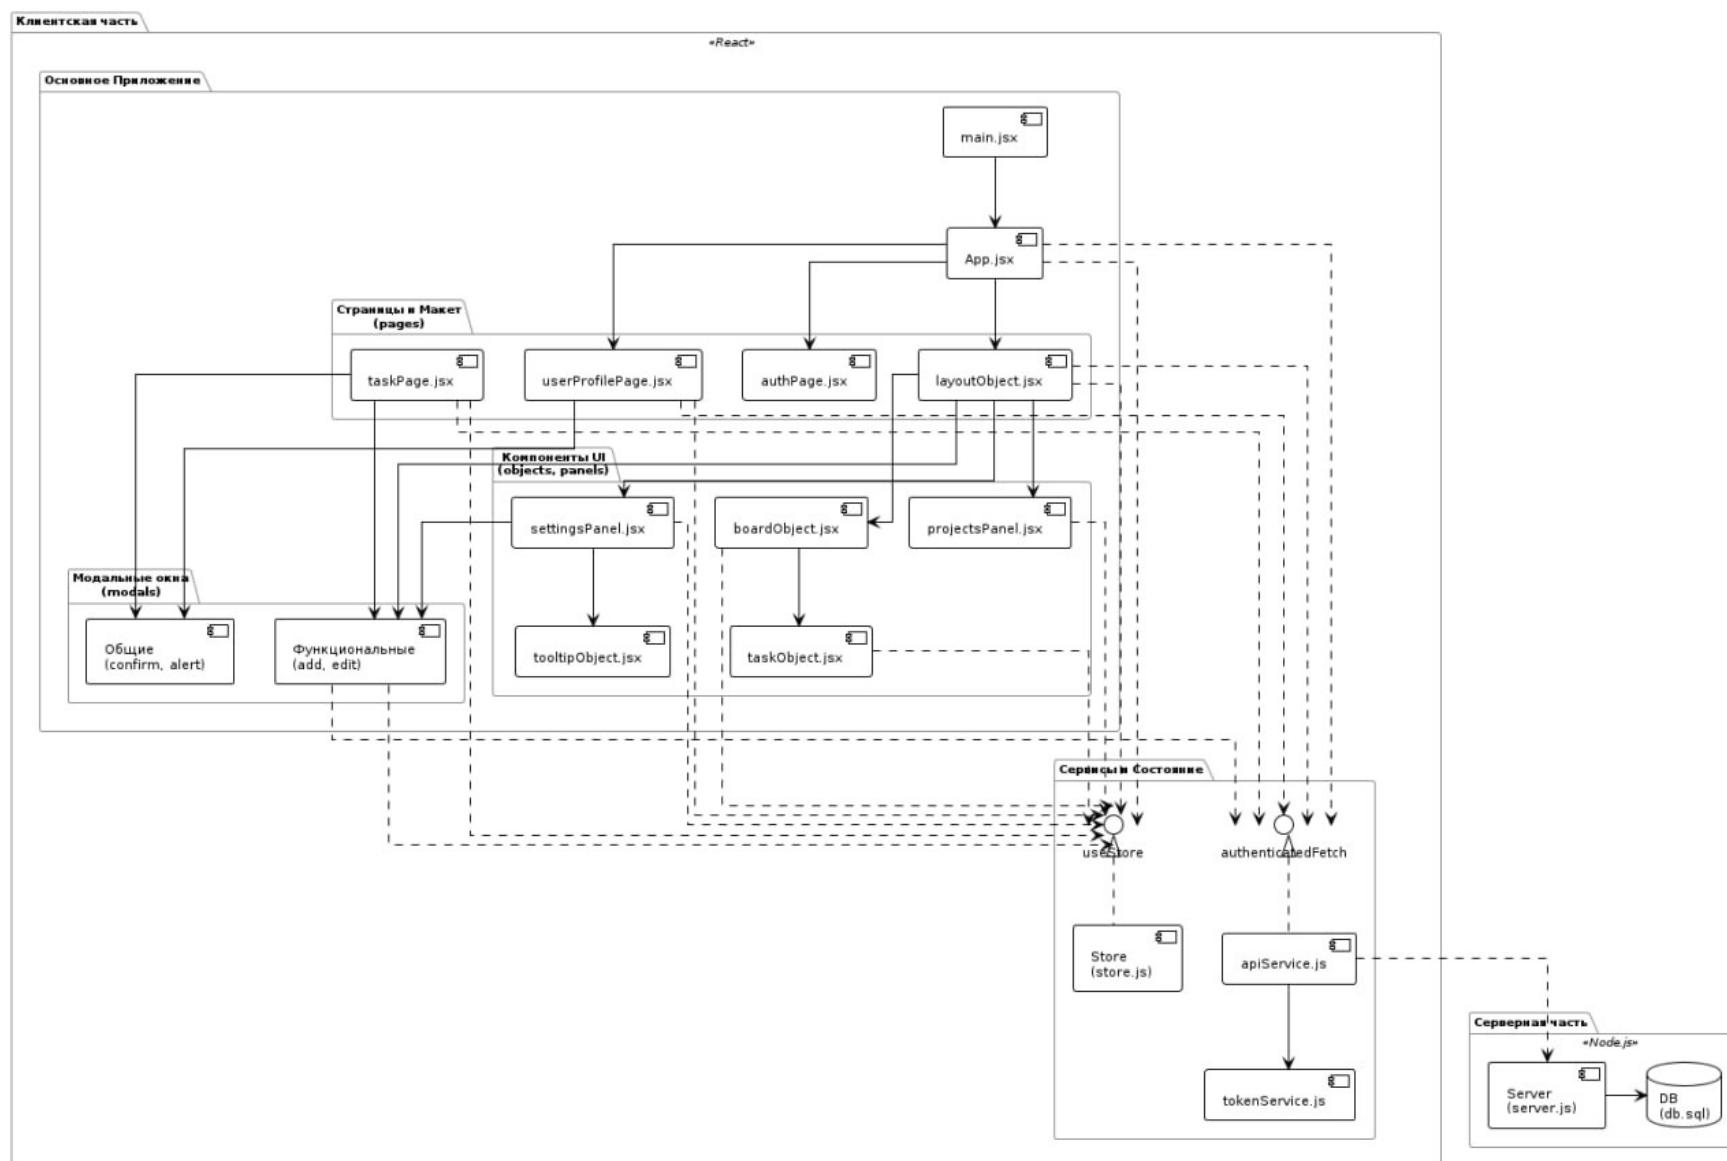 Клиентская часть
«React»
Основное Приложение
main.jsx
App.jsx
Страницы и Макет
(pages)
taskPage.jsx
userProfilePage.jsx
authPage.jsx
layoutObject.jsx
Компоненты UI
(objects, panels)
settingsPanel.jsx
boardObject.jsx
projectsPanel.jsx
Модальные окна
(modals)
Общие
(confirm, alert)
Функциональные
(add, edit)
tooltipObject.jsx
taskObject.jsx
Сервисы и Состояние
useStore
authenticatedFetch
Store
(store.js)
apiService.js
tokenService.js
Серверная часть
«Node.js»
Server
(server.js)
DB
(db.sql)